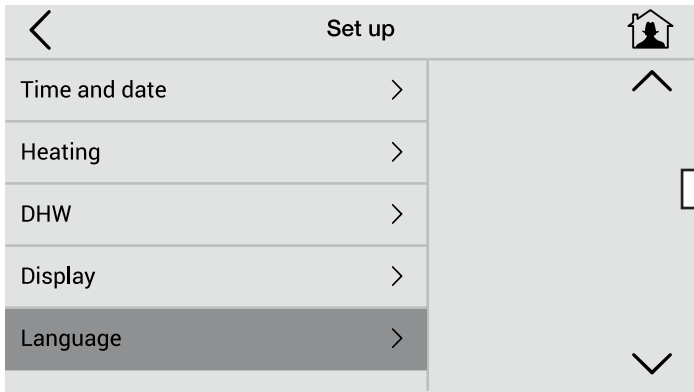 Set up
Time and date
Heating
DHW
Display
Language